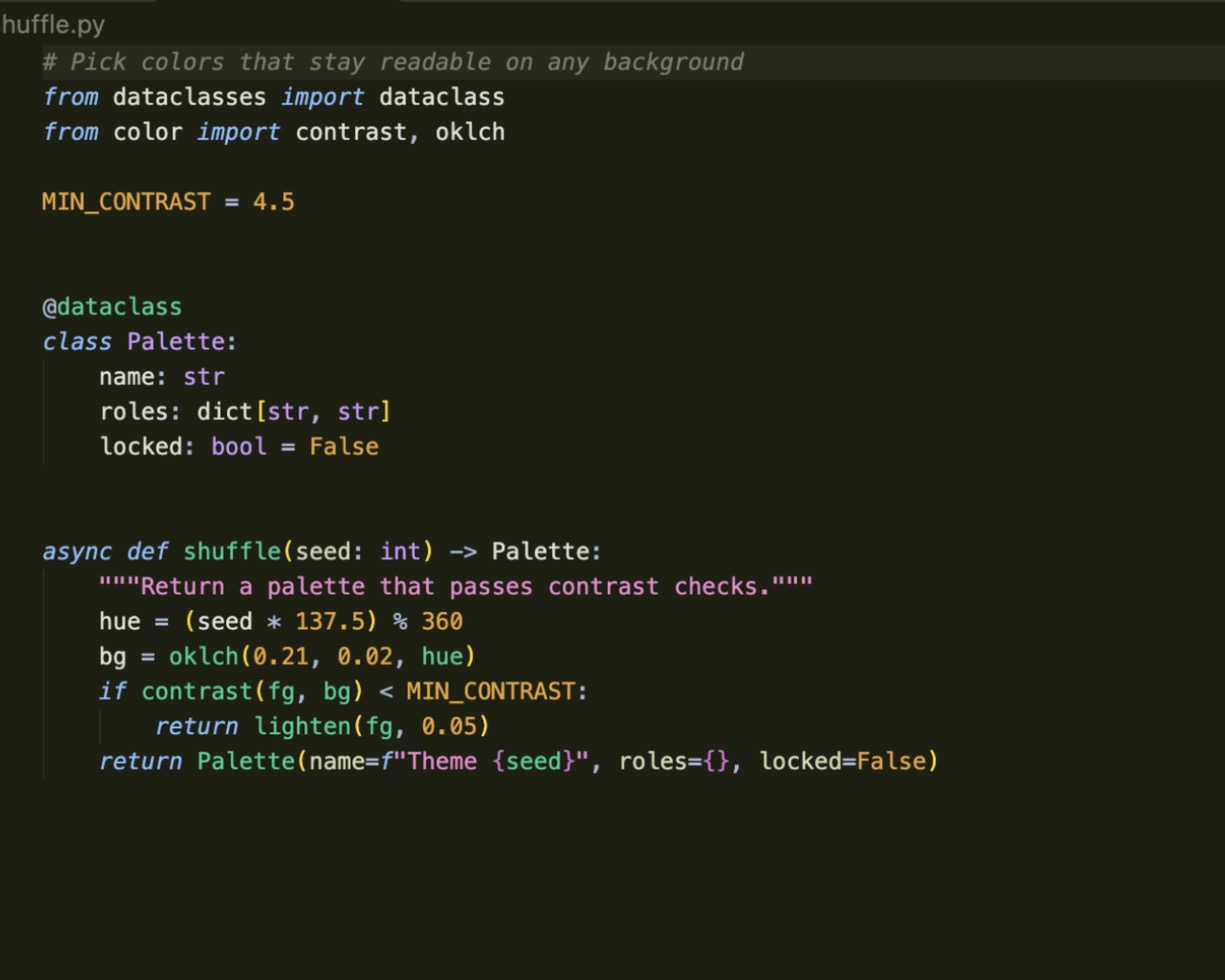 huffle.py
# Pick colors that stay readable on any background
from dataclasses import dataclass
from color import contrast, oklch
MIN_CONTRAST = 4.5
@dataclass
class Palette:
    name: str
    roles: dict[str, str]
    locked: bool = False
async def shuffle(seed: int) -> Palette:
    """Return a palette that passes contrast checks."""
    hue = (seed * 137.5) % 360
    bg = oklch(0.21, 0.02, hue)
    if contrast(fg, bg) < MIN_CONTRAST:
        return lighten(fg, 0.05)
    return Palette(name=f"Theme {seed}", roles={}, locked=False)